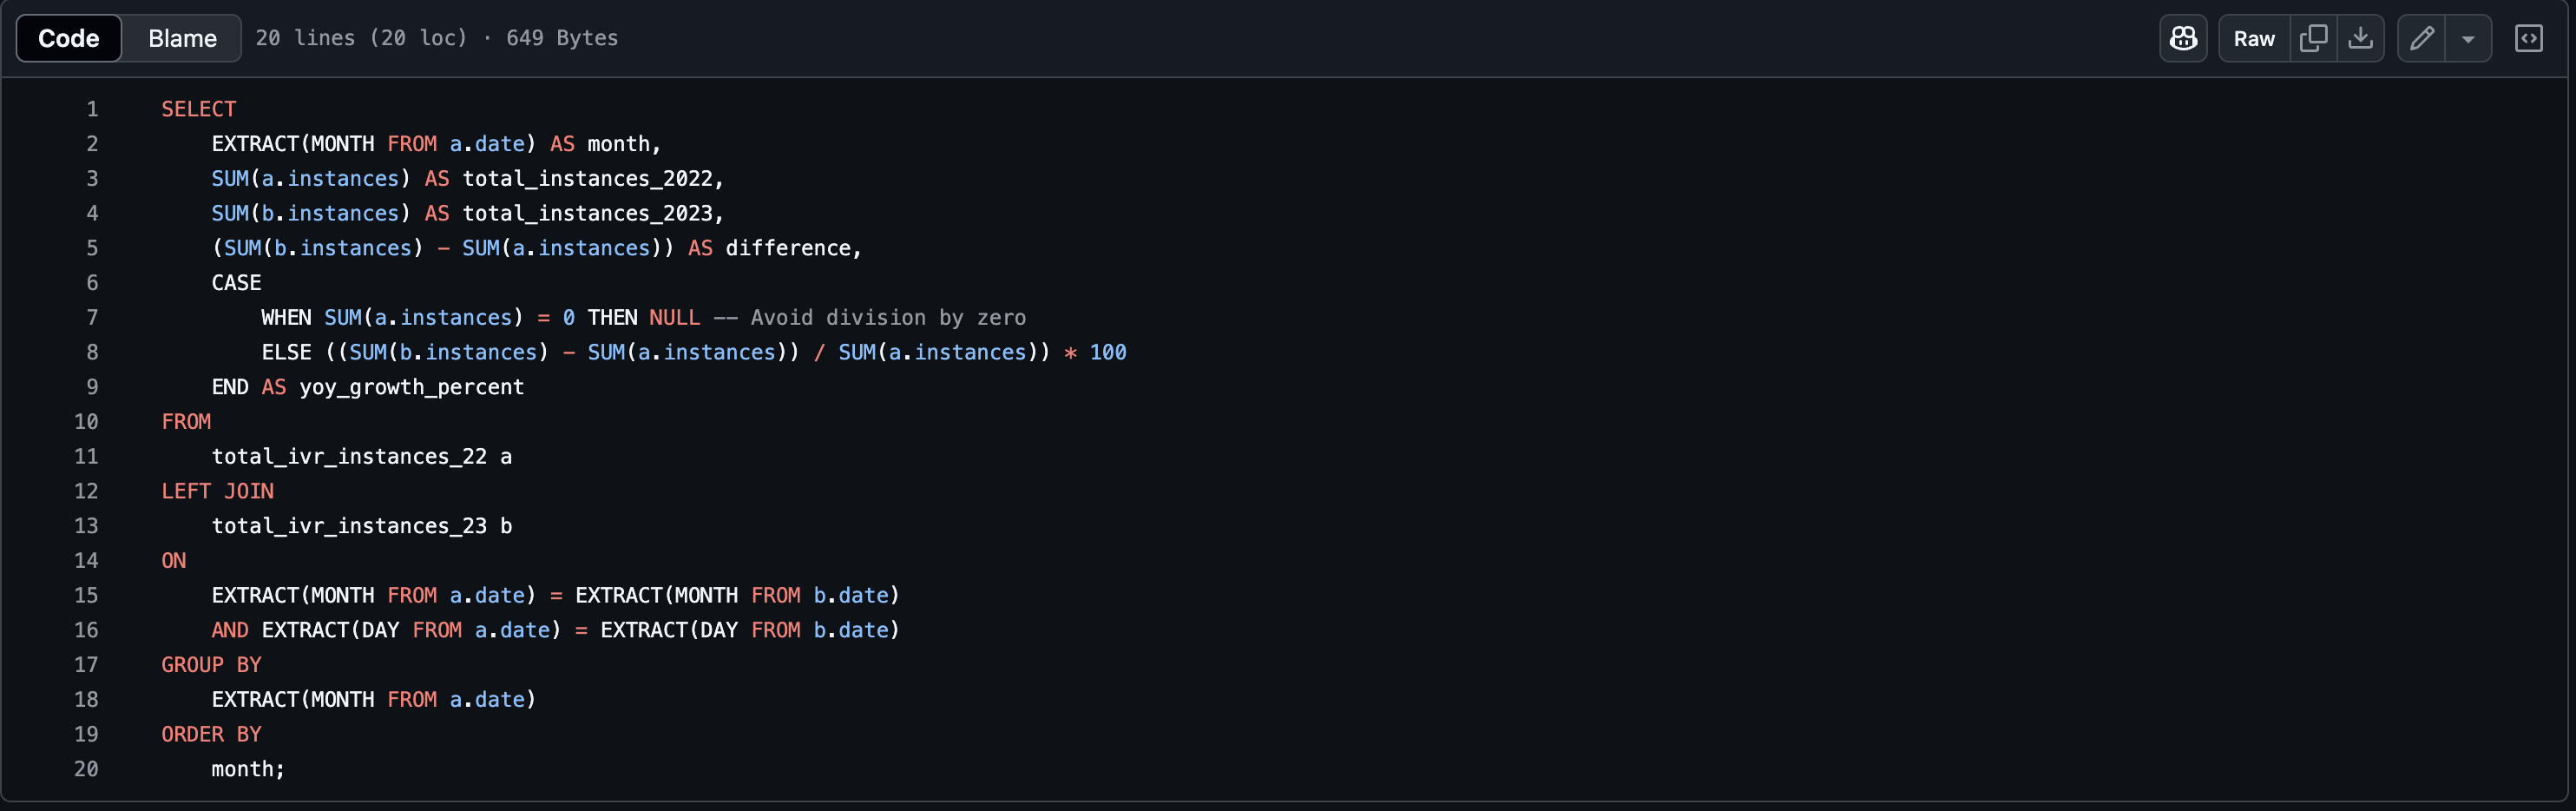 Code Blame 20 lines (20 loc) · 649 Bytes Raw
1 SELECT
2     EXTRACT(MONTH FROM a.date) AS month,
3     SUM(a.instances) AS total_instances_2022,
4     SUM(b.instances) AS total_instances_2023,
5     (SUM(b.instances) - SUM(a.instances)) AS difference,
6     CASE
7         WHEN SUM(a.instances) = 0 THEN NULL -- Avoid division by zero
8         ELSE ((SUM(b.instances) - SUM(a.instances)) / SUM(a.instances)) * 100
9     END AS yoy_growth_percent
10 FROM
11     total_ivr_instances_22 a
12 LEFT JOIN
13     total_ivr_instances_23 b
14 ON
15     EXTRACT(MONTH FROM a.date) = EXTRACT(MONTH FROM b.date)
16     AND EXTRACT(DAY FROM a.date) = EXTRACT(DAY FROM b.date)
17 GROUP BY
18     EXTRACT(MONTH FROM a.date)
19 ORDER BY
20     month;